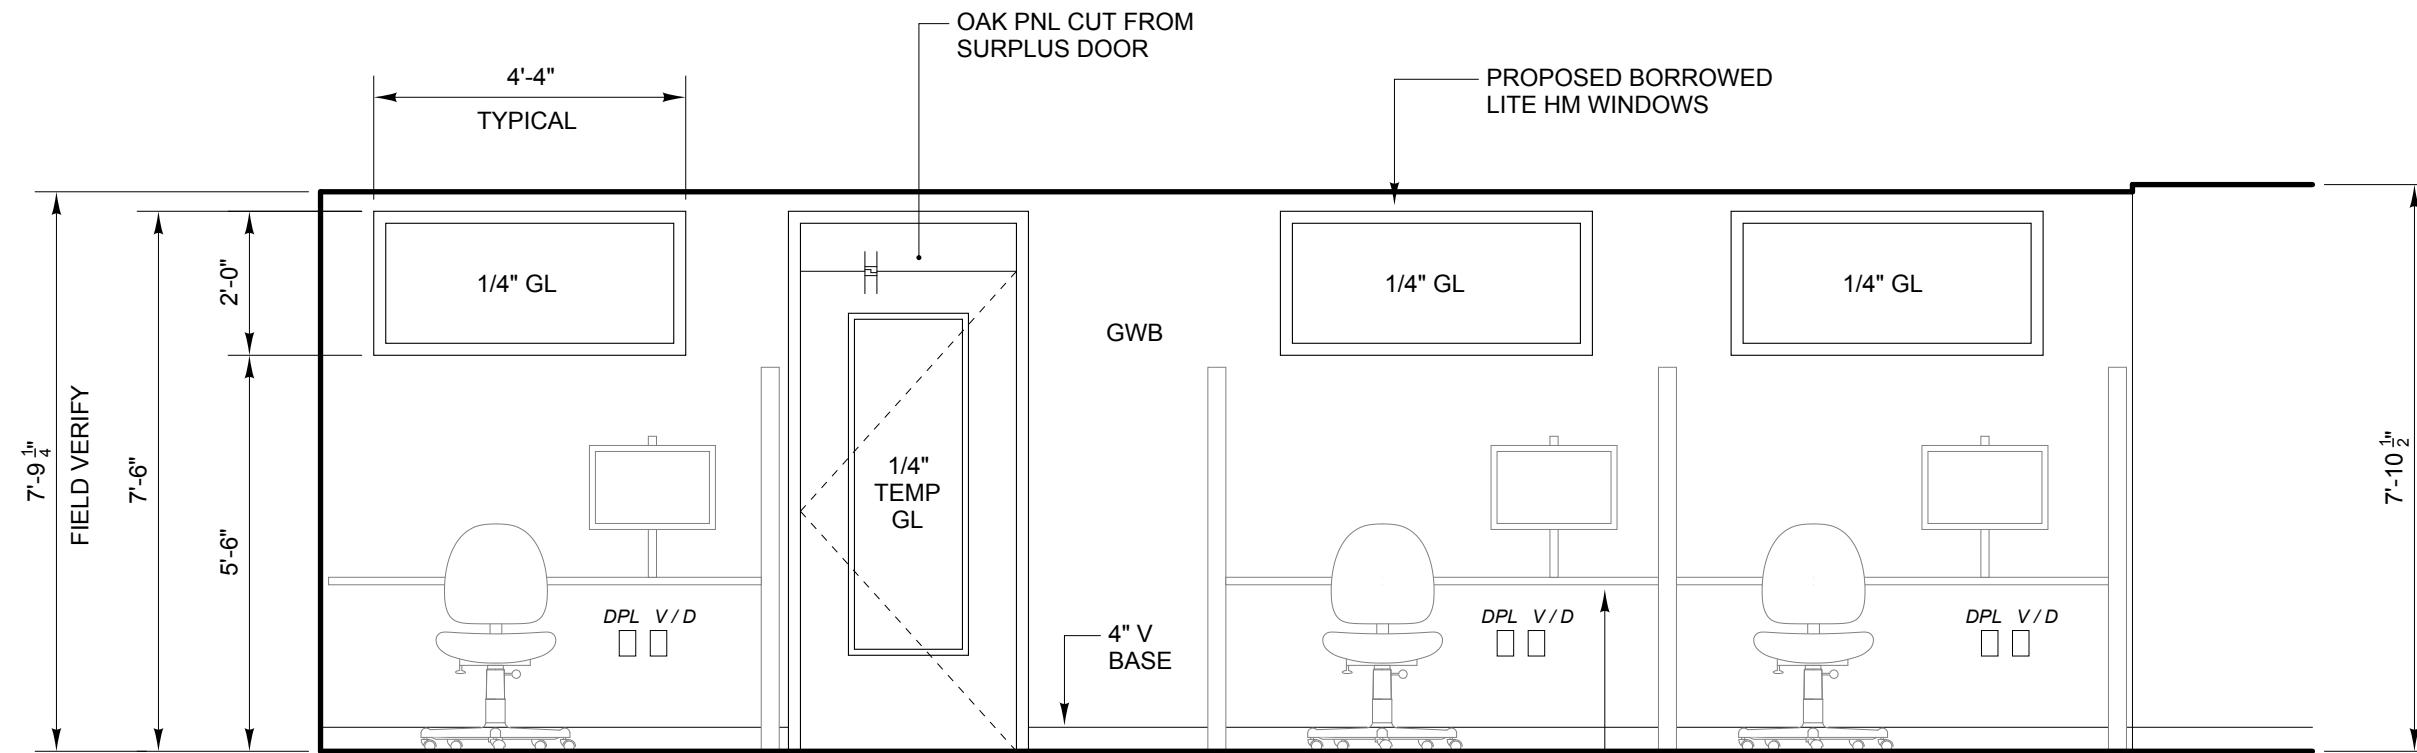 OAK PNL CUT FROM
SURPLUS DOOR
4'-4"
TYPICAL
PROPOSED BORROWED
LITE HM WINDOWS
7'-9 1/4"
FIELD VERIFY
7'-6"
2'-0"
5'-6"
1/4" GL
1/4" GL
1/4" GL
GWB
1/4"
TEMP
GL
7'-10 1/2"
DPL V / D
DPL V / D
DPL V / D
4" V
BASE